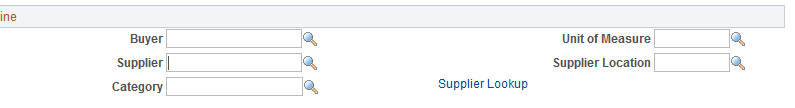 ine
Buyer Unit of Measure
Supplier Supplier Location
Category Supplier Lookup